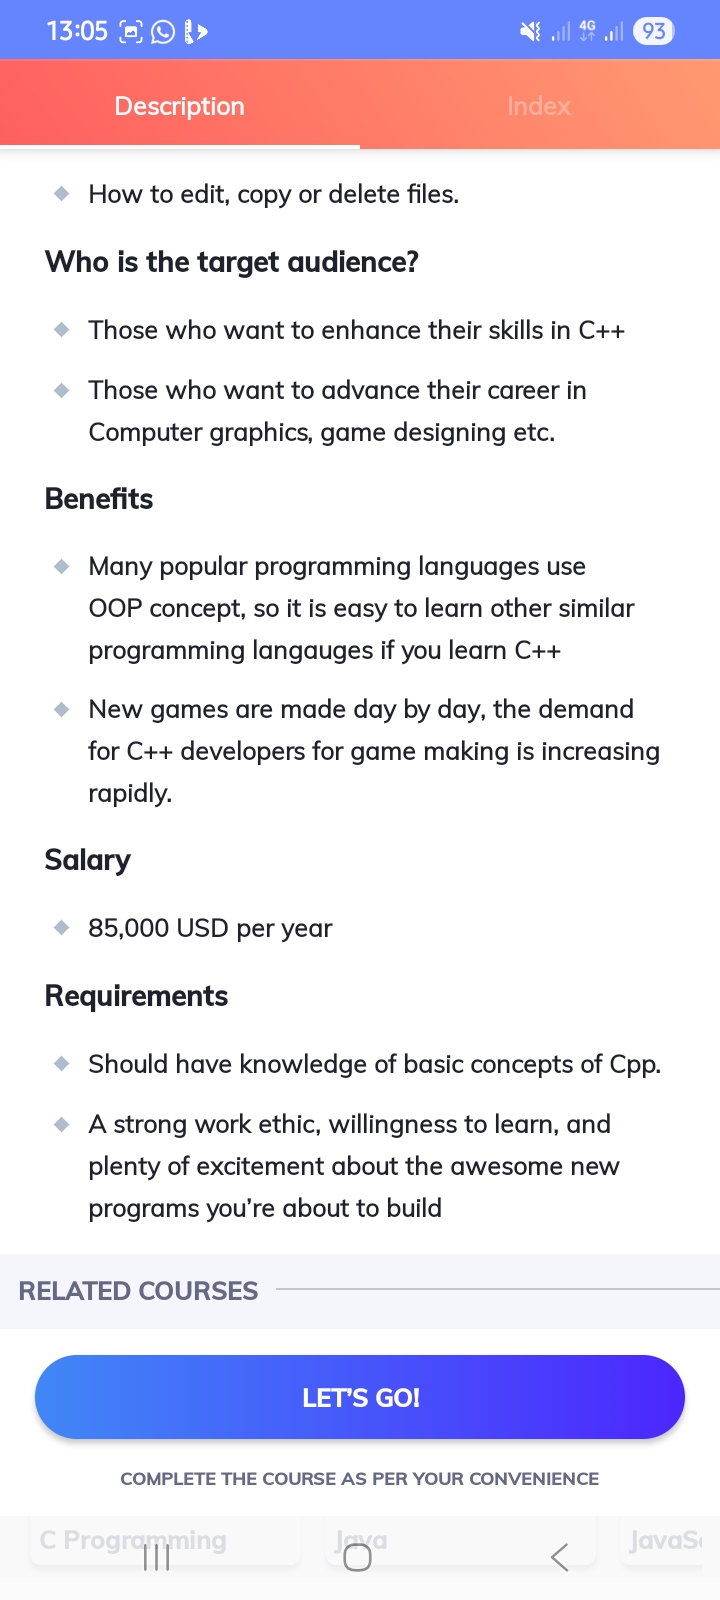 13:05
4G
93
Description
Index
How to edit, copy or delete files.
Who is the target audience?
Those who want to enhance their skills in C++
Those who want to advance their career in
Computer graphics, game designing etc.
Benefits
Many popular programming languages use
OOP concept, so it is easy to learn other similar
programming langauges if you learn C++
New games are made day by day, the demand
for C++ developers for game making is increasing
rapidly.
Salary
85,000 USD per year
Requirements
Should have knowledge of basic concepts of Cpp.
A strong work ethic, willingness to learn, and
plenty of excitement about the awesome new
programs you’re about to build
RELATED COURSES
LET’S GO!
COMPLETE THE COURSE AS PER YOUR CONVENIENCE
C Programming
Java